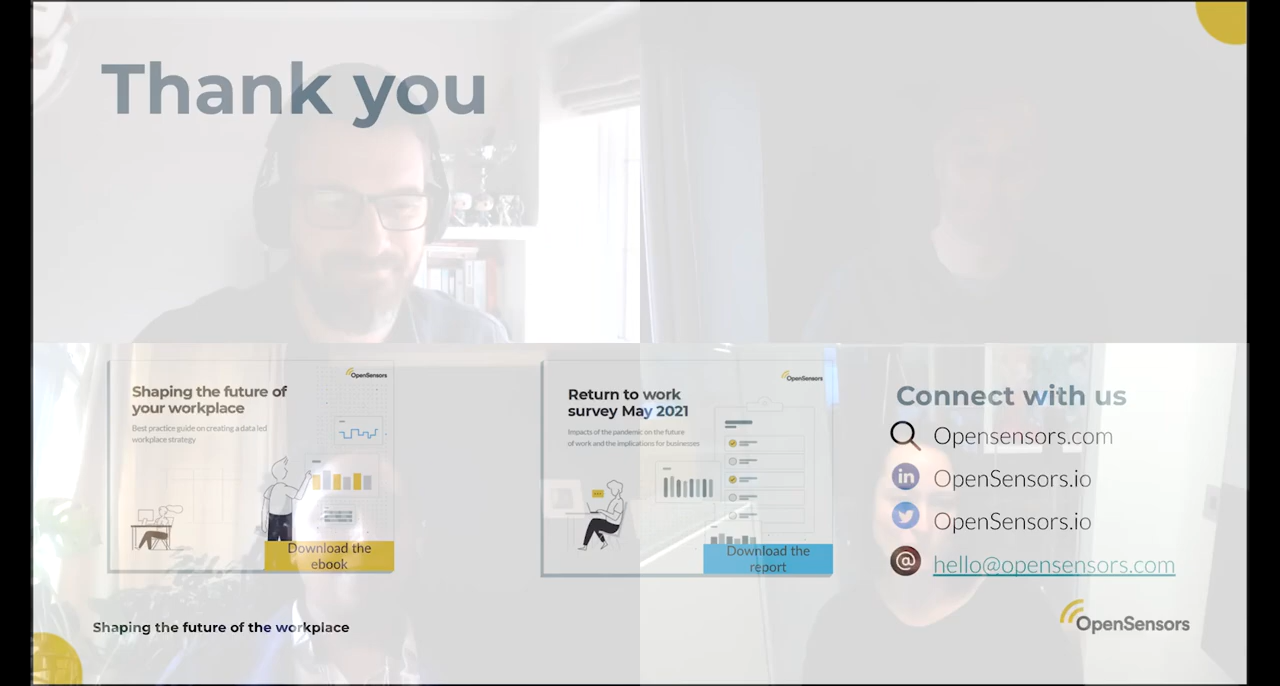 Thank you
OpenSensors
Shaping the future of
your workplace
Best practice guide on creating a data led
workplace strategy
Download the
ebook
OpenSensors
Return to work
survey May 2021
Impacts of the pandemic on the future
of work and the implications for businesses
Download the
report
Connect with us
Opensensors.com
in OpenSensors.io
OpenSensors.io
@ hello@opensensors.com
Shaping the future of the workplace
OpenSensors